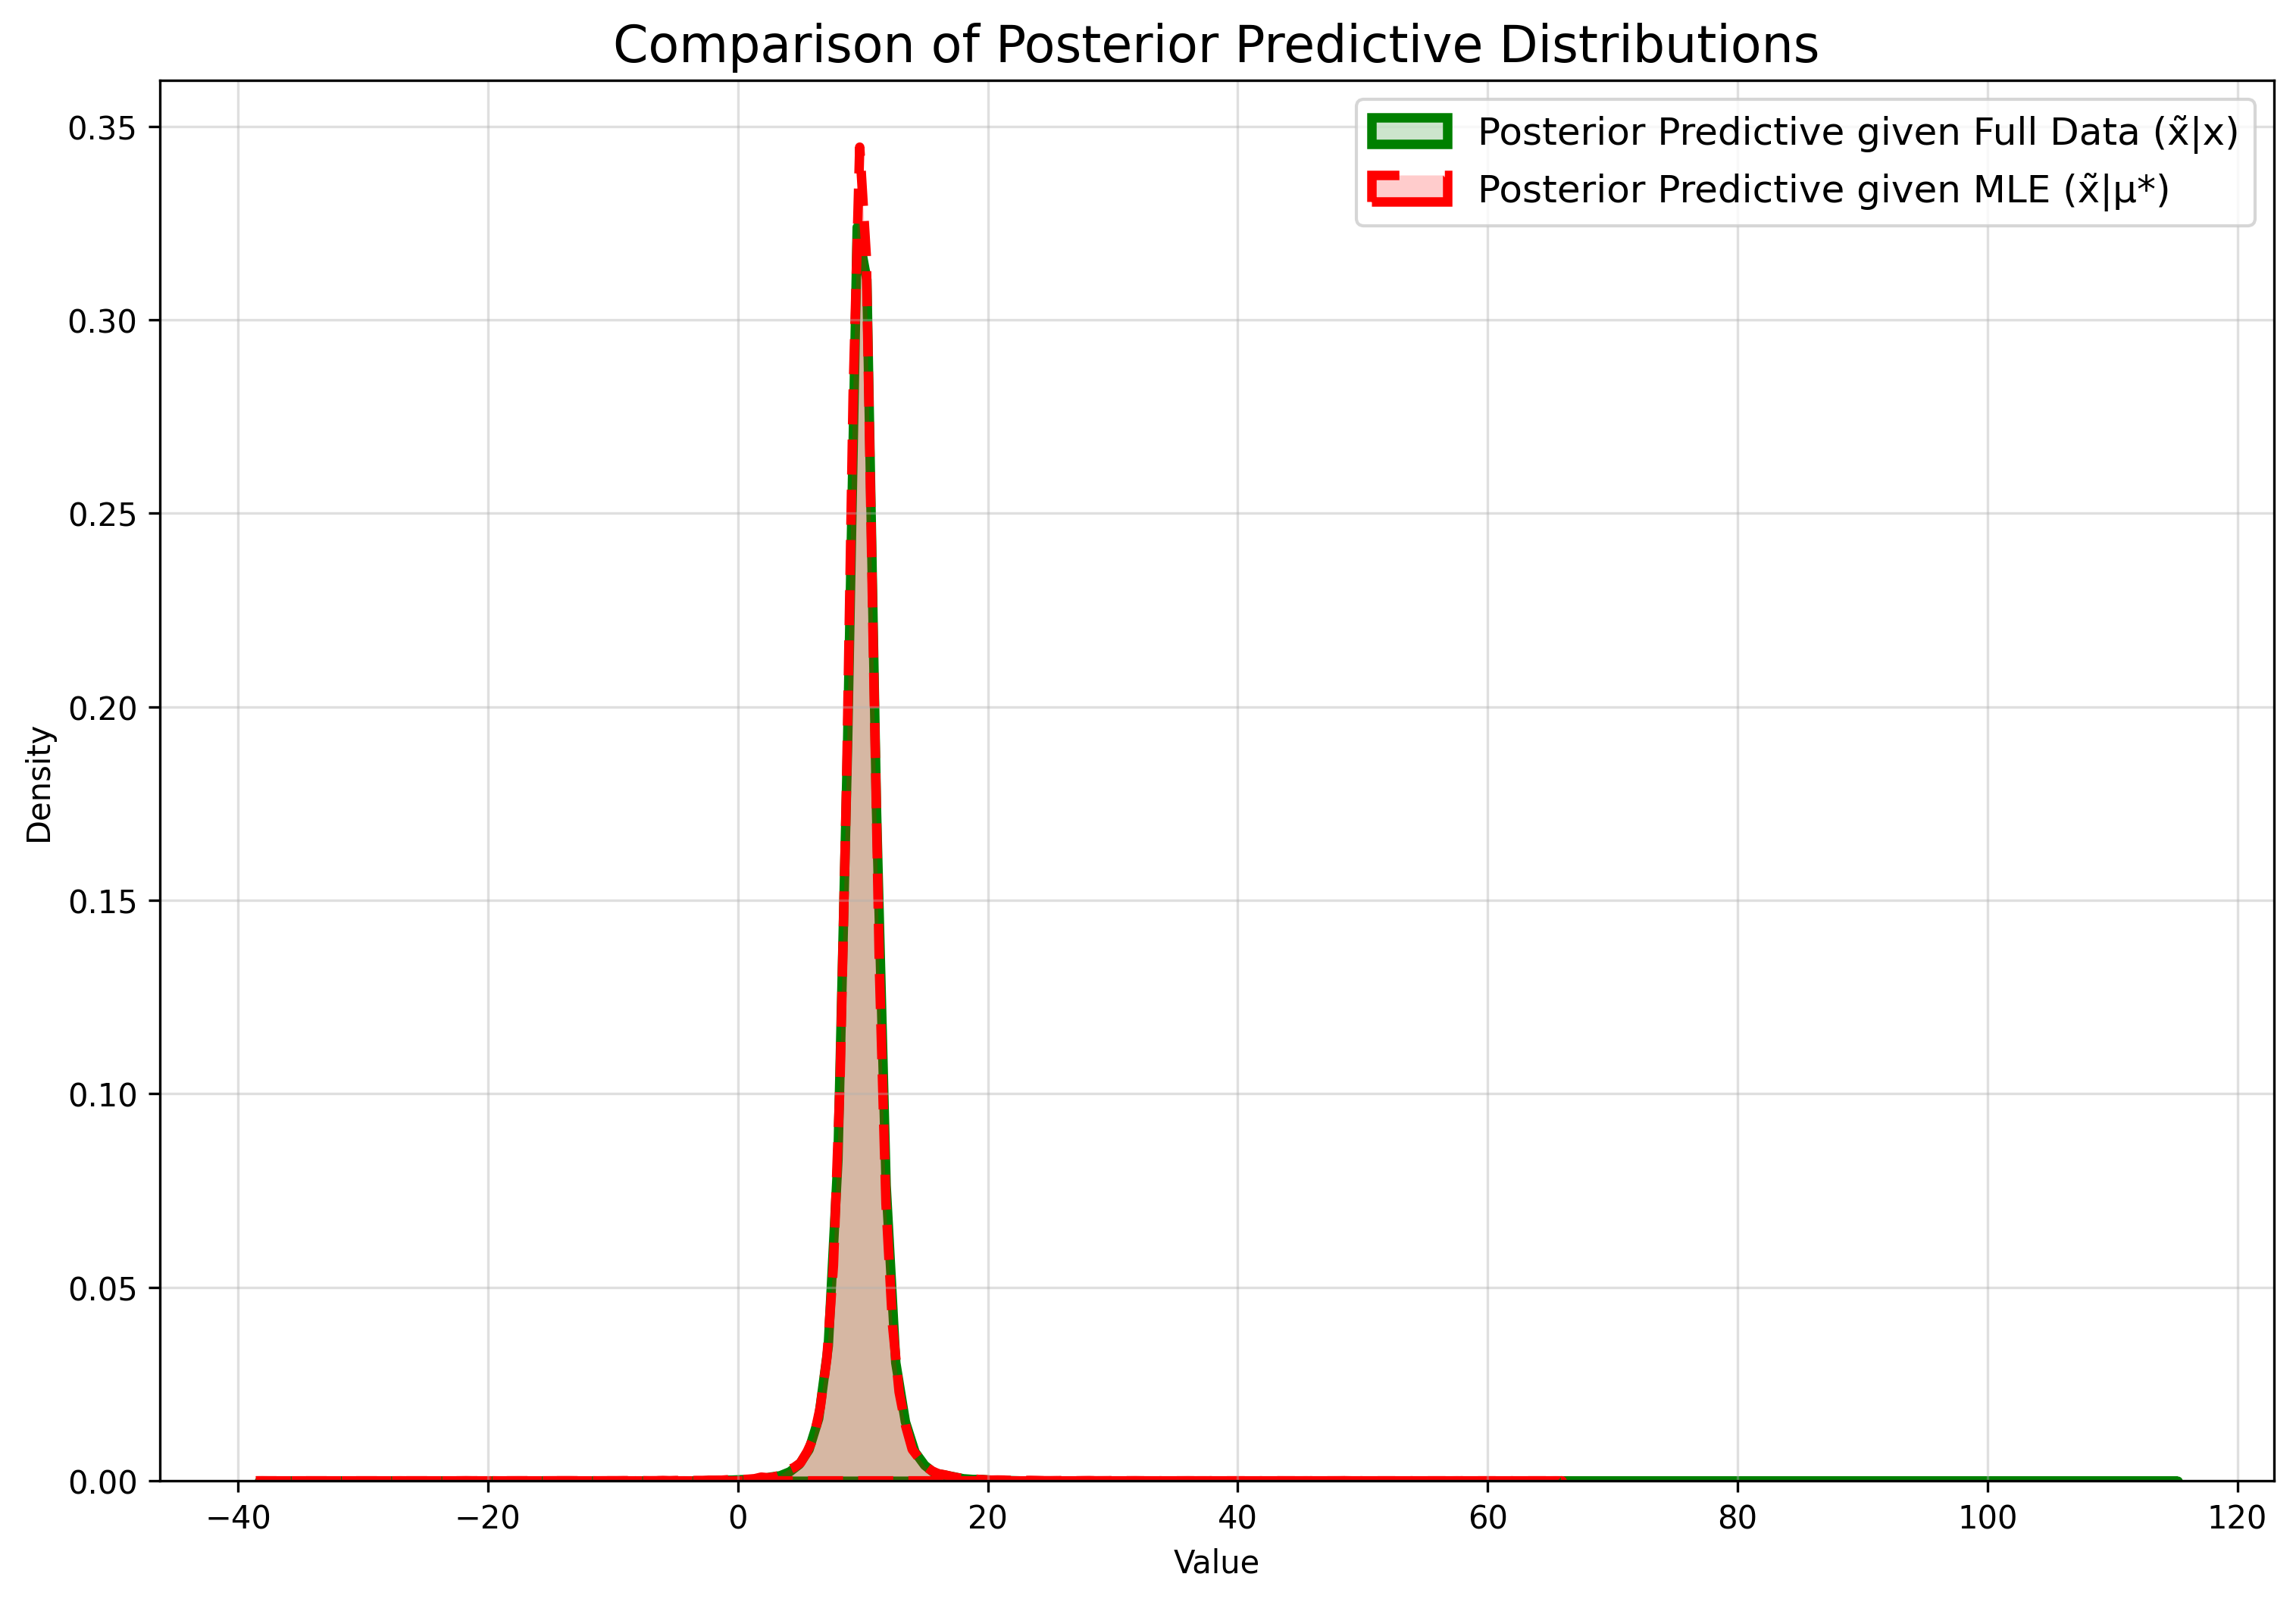 Comparison of Posterior Predictive Distributions
Posterior Predictive given Full Data (x̃|x)
Posterior Predictive given MLE (x̃|μ*)
0.35
0.30
0.25
0.20
0.15
0.10
0.05
0.00
Density
−40 −20 0 20 40 60 80 100 120
Value